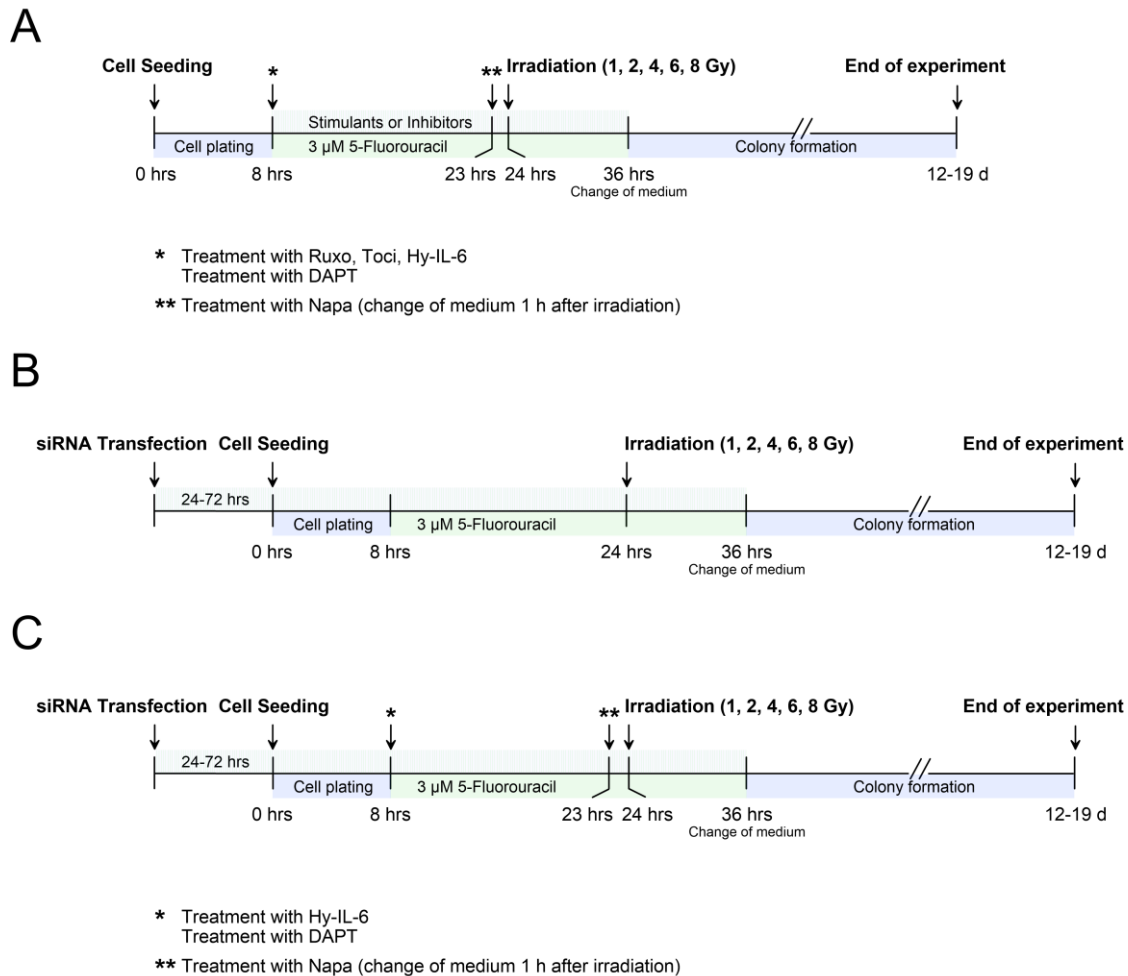 A
Cell Seeding * ** Irradiation (1, 2, 4, 6, 8 Gy) End of experiment
Stimulants or Inhibitors
Cell plating 3 µM 5-Fluorouracil Colony formation
0 hrs 8 hrs 23 hrs 24 hrs 36 hrs 12-19 d
Change of medium
* Treatment with Ruxo, Toci, Hy-IL-6
Treatment with DAPT
** Treatment with Napa (change of medium 1 h after irradiation)
B
siRNA Transfection Cell Seeding Irradiation (1, 2, 4, 6, 8 Gy) End of experiment
24-72 hrs
Cell plating 3 µM 5-Fluorouracil Colony formation
0 hrs 8 hrs 24 hrs 36 hrs 12-19 d
Change of medium
C
siRNA Transfection Cell Seeding * ** Irradiation (1, 2, 4, 6, 8 Gy) End of experiment
24-72 hrs
Cell plating 3 µM 5-Fluorouracil Colony formation
0 hrs 8 hrs 23 hrs 24 hrs 36 hrs 12-19 d
Change of medium
* Treatment with Hy-IL-6
Treatment with DAPT
** Treatment with Napa (change of medium 1 h after irradiation)